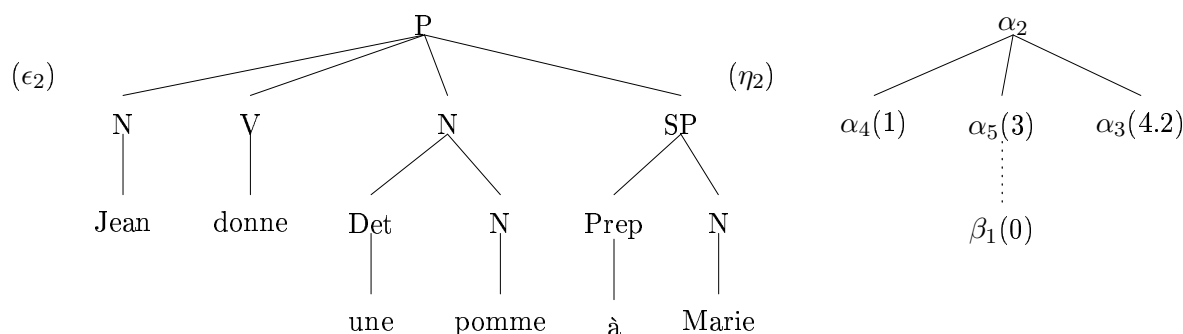 P α₂
(ϵ₂) (η₂)
N V N SP α₄(1) α₅(3) α₃(4.2)
Jean donne Det N Prep N β₁(0)
une pomme à Marie